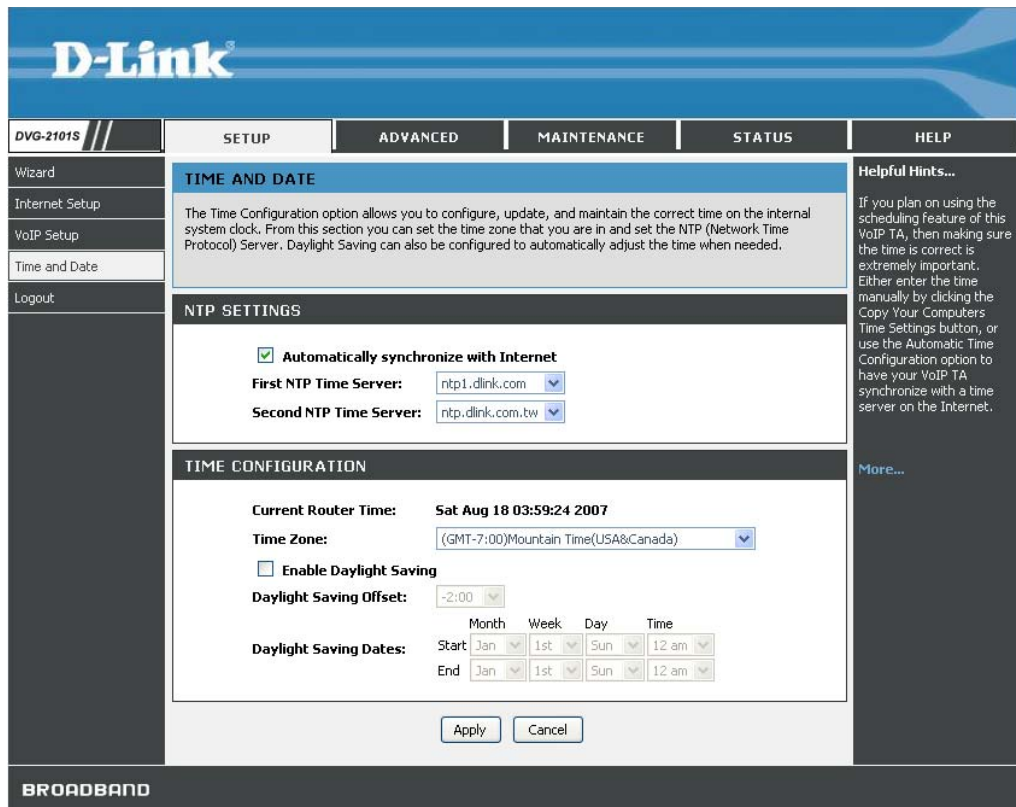 D-Link
DVG-2101S
SETUP
ADVANCED
MAINTENANCE
STATUS
HELP
Wizard
Internet Setup
VoIP Setup
Time and Date
Logout
TIME AND DATE
The Time Configuration option allows you to configure, update, and maintain the correct time on the internal
system clock. From this section you can set the time zone that you are in and set the NTP (Network Time
Protocol) Server. Daylight Saving can also be configured to automatically adjust the time when needed.
NTP SETTINGS
Automatically synchronize with Internet
First NTP Time Server: ntp1.dlink.com
Second NTP Time Server: ntp.dlink.com.tw
TIME CONFIGURATION
Current Router Time: Sat Aug 18 03:59:24 2007
Time Zone: (GMT-7:00)Mountain Time(USA&Canada)
Enable Daylight Saving
Daylight Saving Offset: -2:00
Month Week Day Time
Daylight Saving Dates:
Start Jan 1st Sun 12 am
End Jan 1st Sun 12 am
Apply Cancel
Helpful Hints...
If you plan on using the
scheduling feature of this
VoIP TA, then making sure
the time is correct is
extremely important.
Either enter the time
manually by clicking the
Copy Your Computers
Time Settings button, or
use the Automatic Time
Configuration option to
have your VoIP TA
synchronize with a time
server on the Internet.
More...
BROADBAND